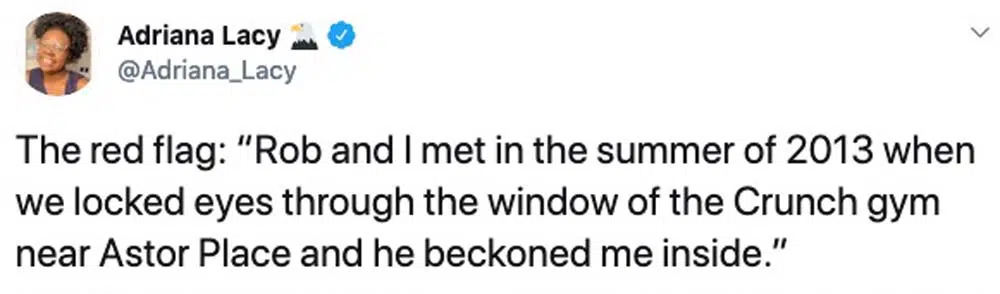 Adriana Lacy 🦅
@Adriana_Lacy
The red flag: “Rob and I met in the summer of 2013 when
we locked eyes through the window of the Crunch gym
near Astor Place and he beckoned me inside.”